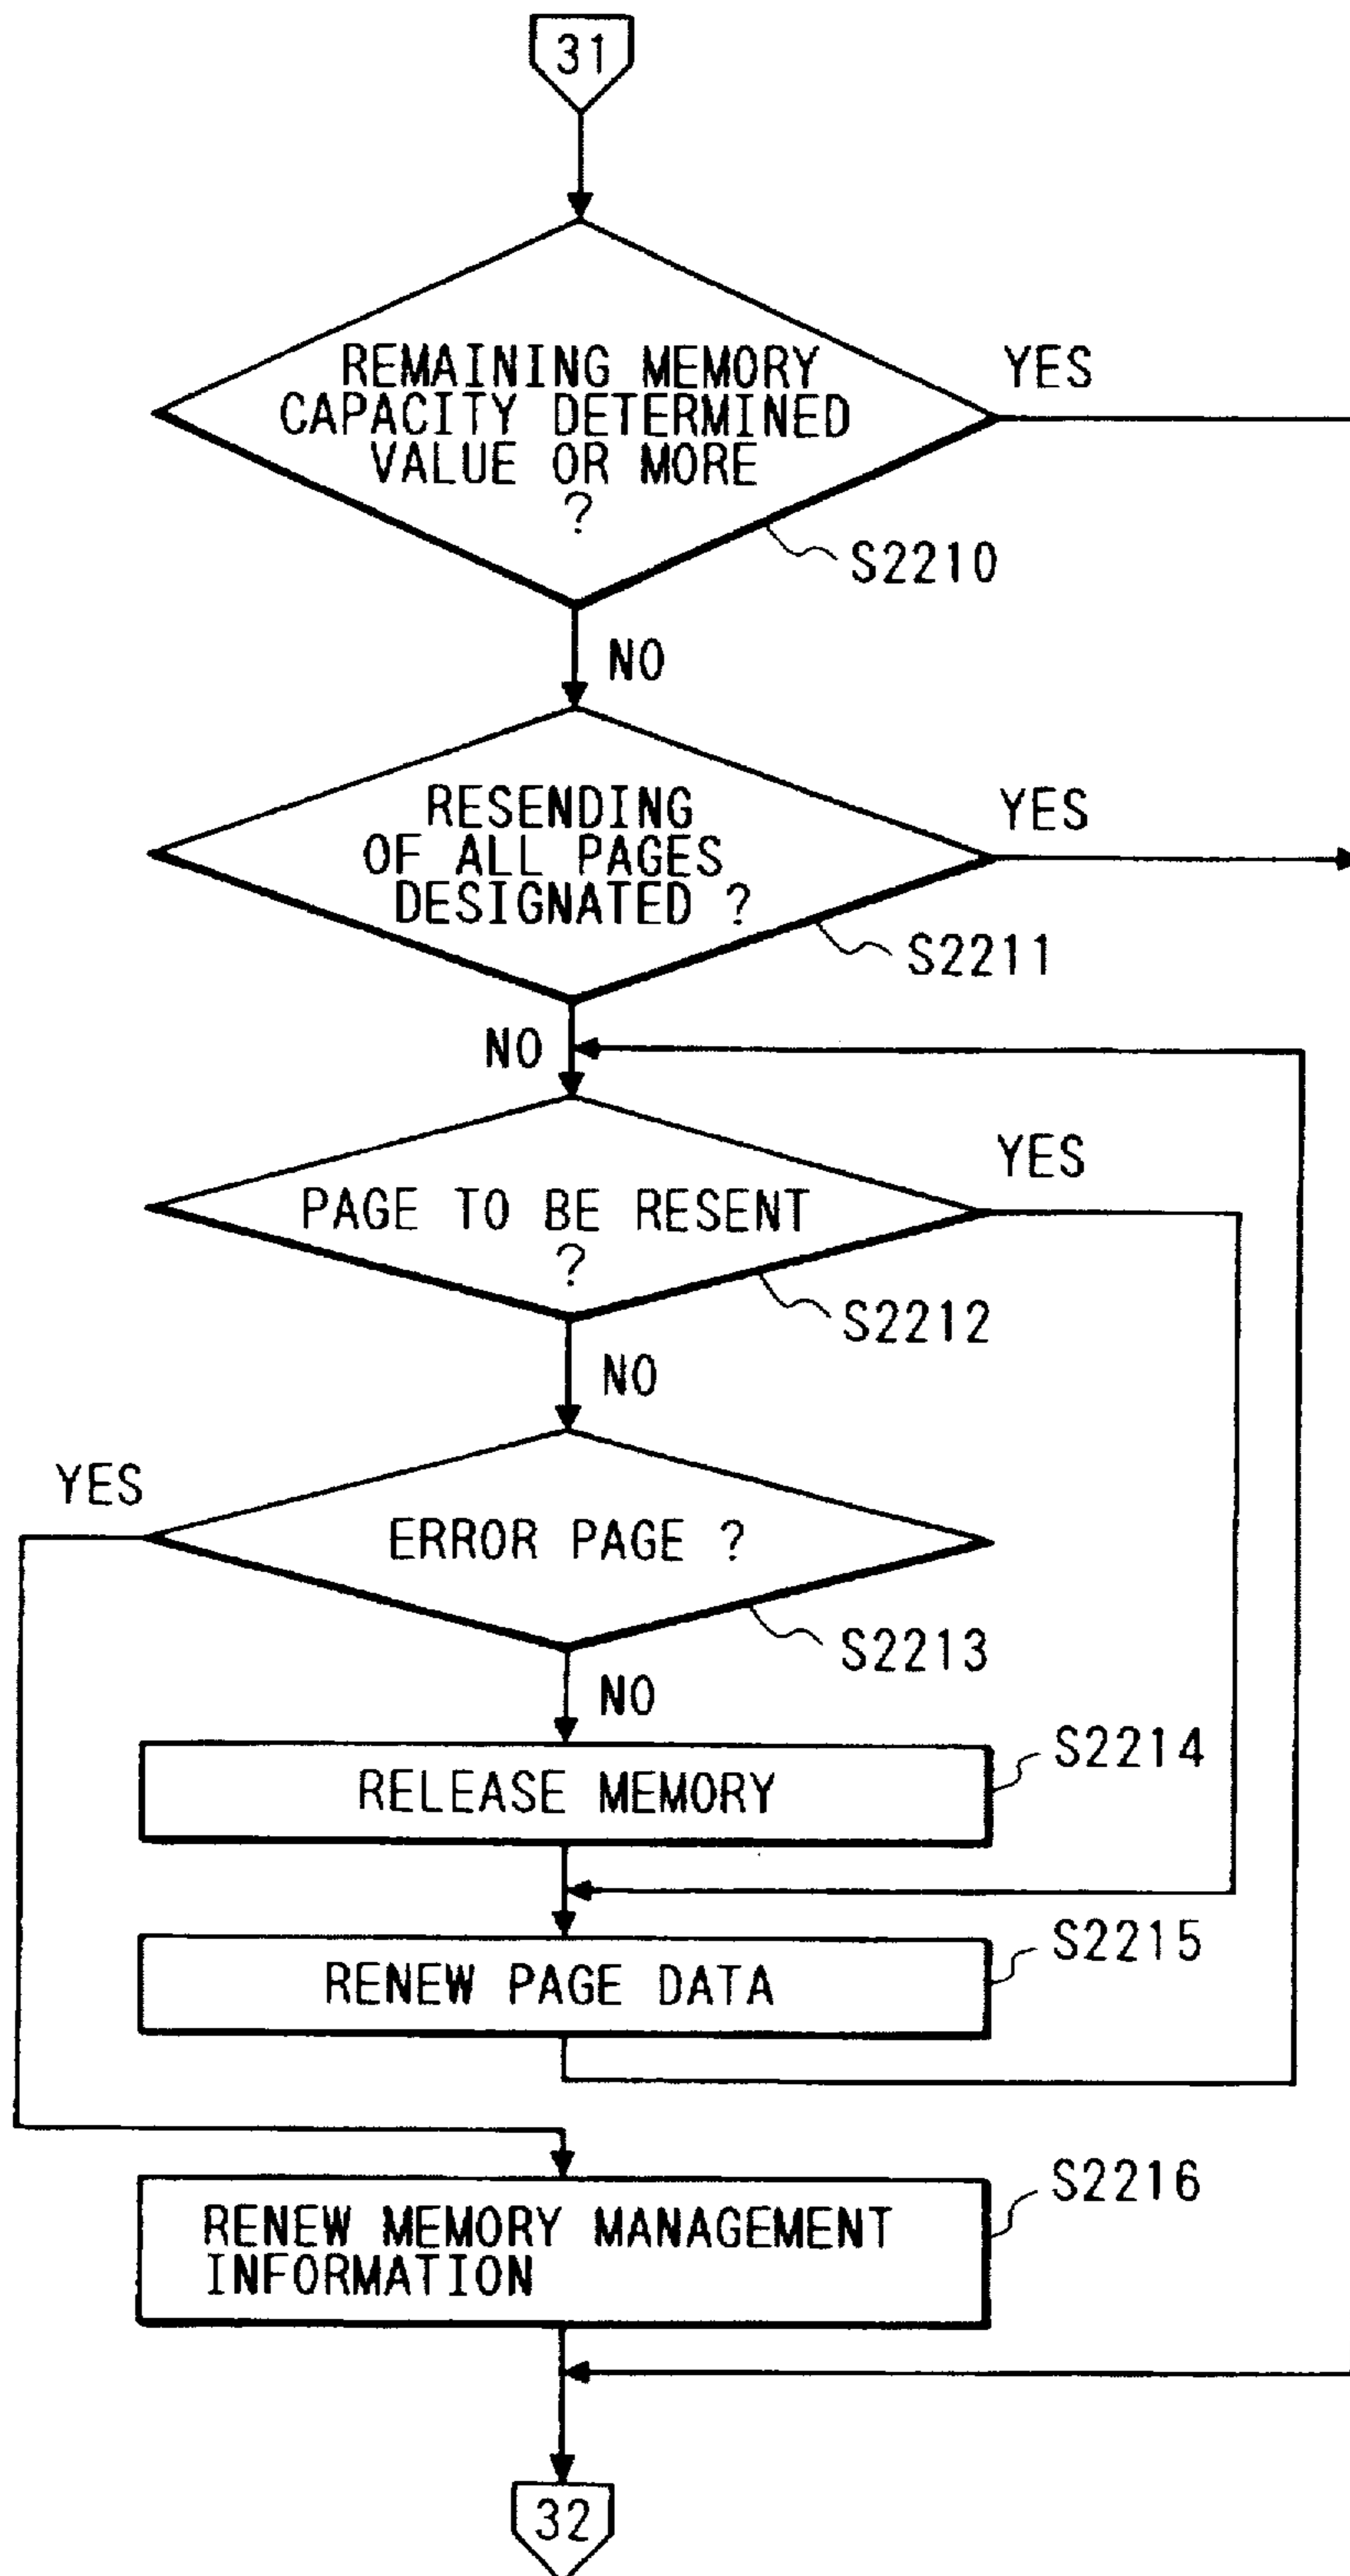 31
REMAINING MEMORY
CAPACITY DETERMINED
VALUE OR MORE
?
YES
S2210
NO
RESENDING
OF ALL PAGES
DESIGNATED ?
YES
S2211
NO
PAGE TO BE RESENT
?
YES
S2212
NO
ERROR PAGE ?
YES
S2213
NO
RELEASE MEMORY
S2214
RENEW PAGE DATA
S2215
RENEW MEMORY MANAGEMENT
INFORMATION
S2216
32